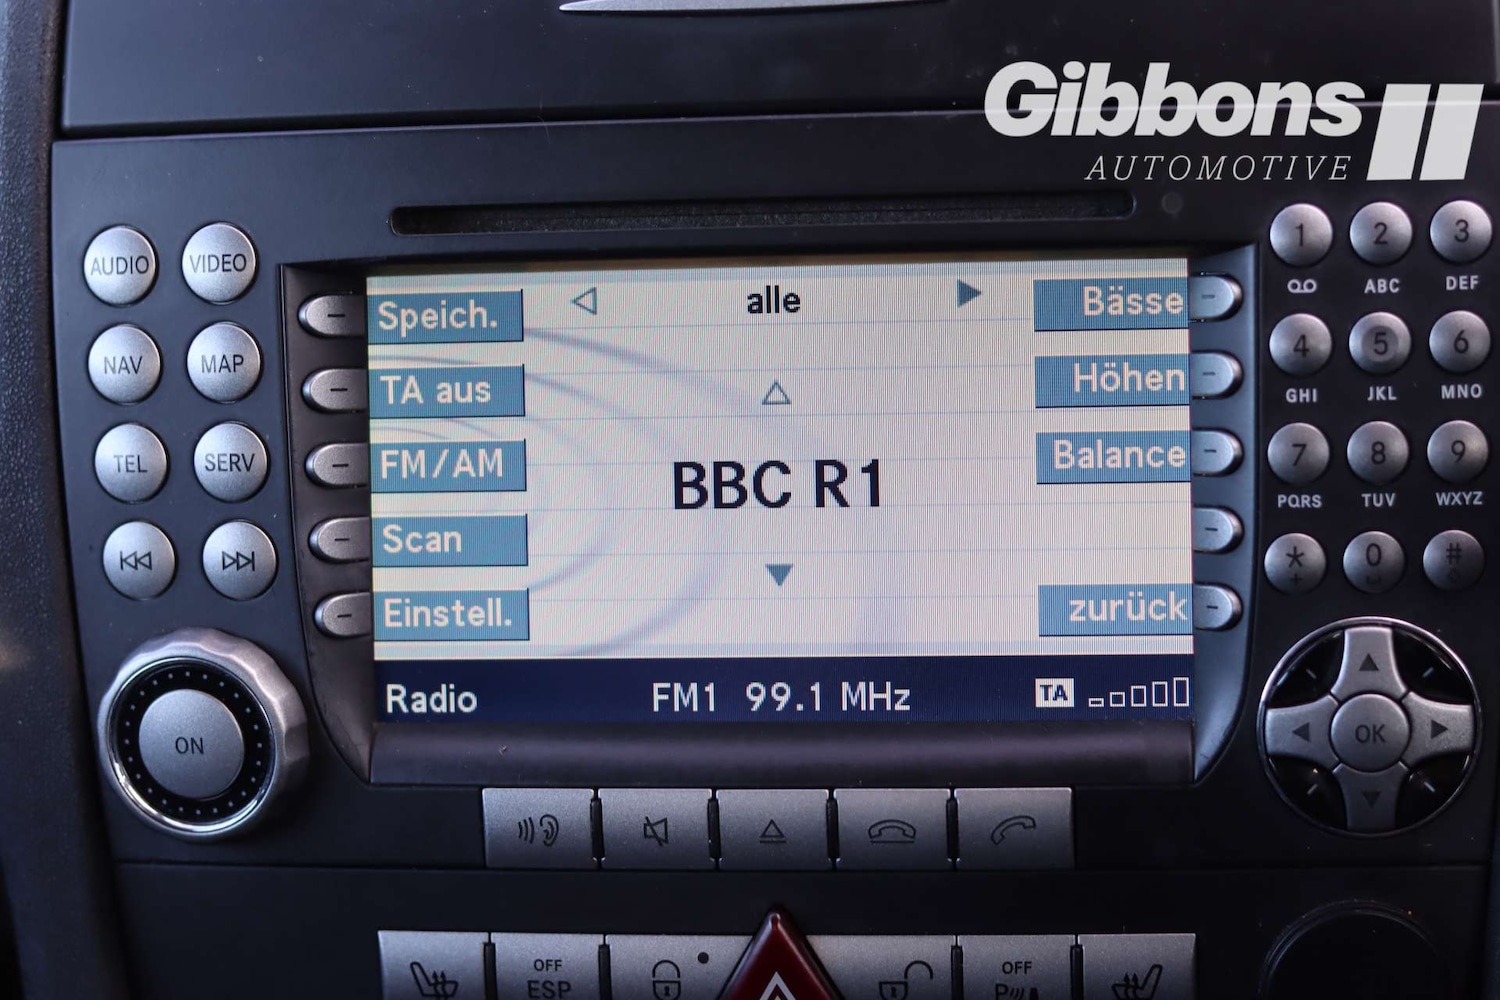 Gibbons
AUTOMOTIVE
AUDIO VIDEO
NAV MAP
TEL SERV
ON
Speich.
TA aus
FM/AM
Scan
Einstell.
alle
BBC R1
Bässe
Höhen
Balance
zurück
Radio FM1 99.1 MHz TA
1 2 3
ABC DEF
4 5 6
GHI JKL MNO
7 8 9
PQRS TUV WXYZ
* 0 #
+
OK
OFF
ESP
OFF